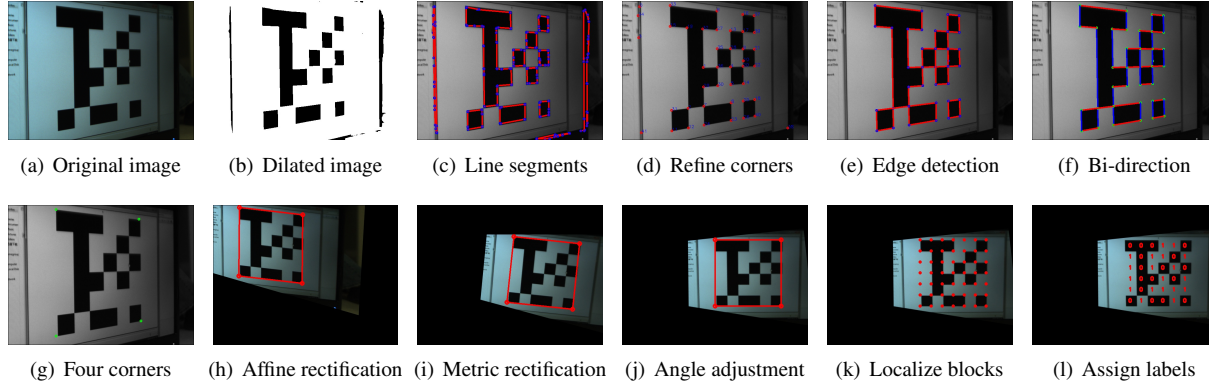 (a) Original image
(b) Dilated image
(c) Line segments
(d) Refine corners
(e) Edge detection
(f) Bi-direction
(g) Four corners
(h) Affine rectification
(i) Metric rectification
(j) Angle adjustment
(k) Localize blocks
(l) Assign labels